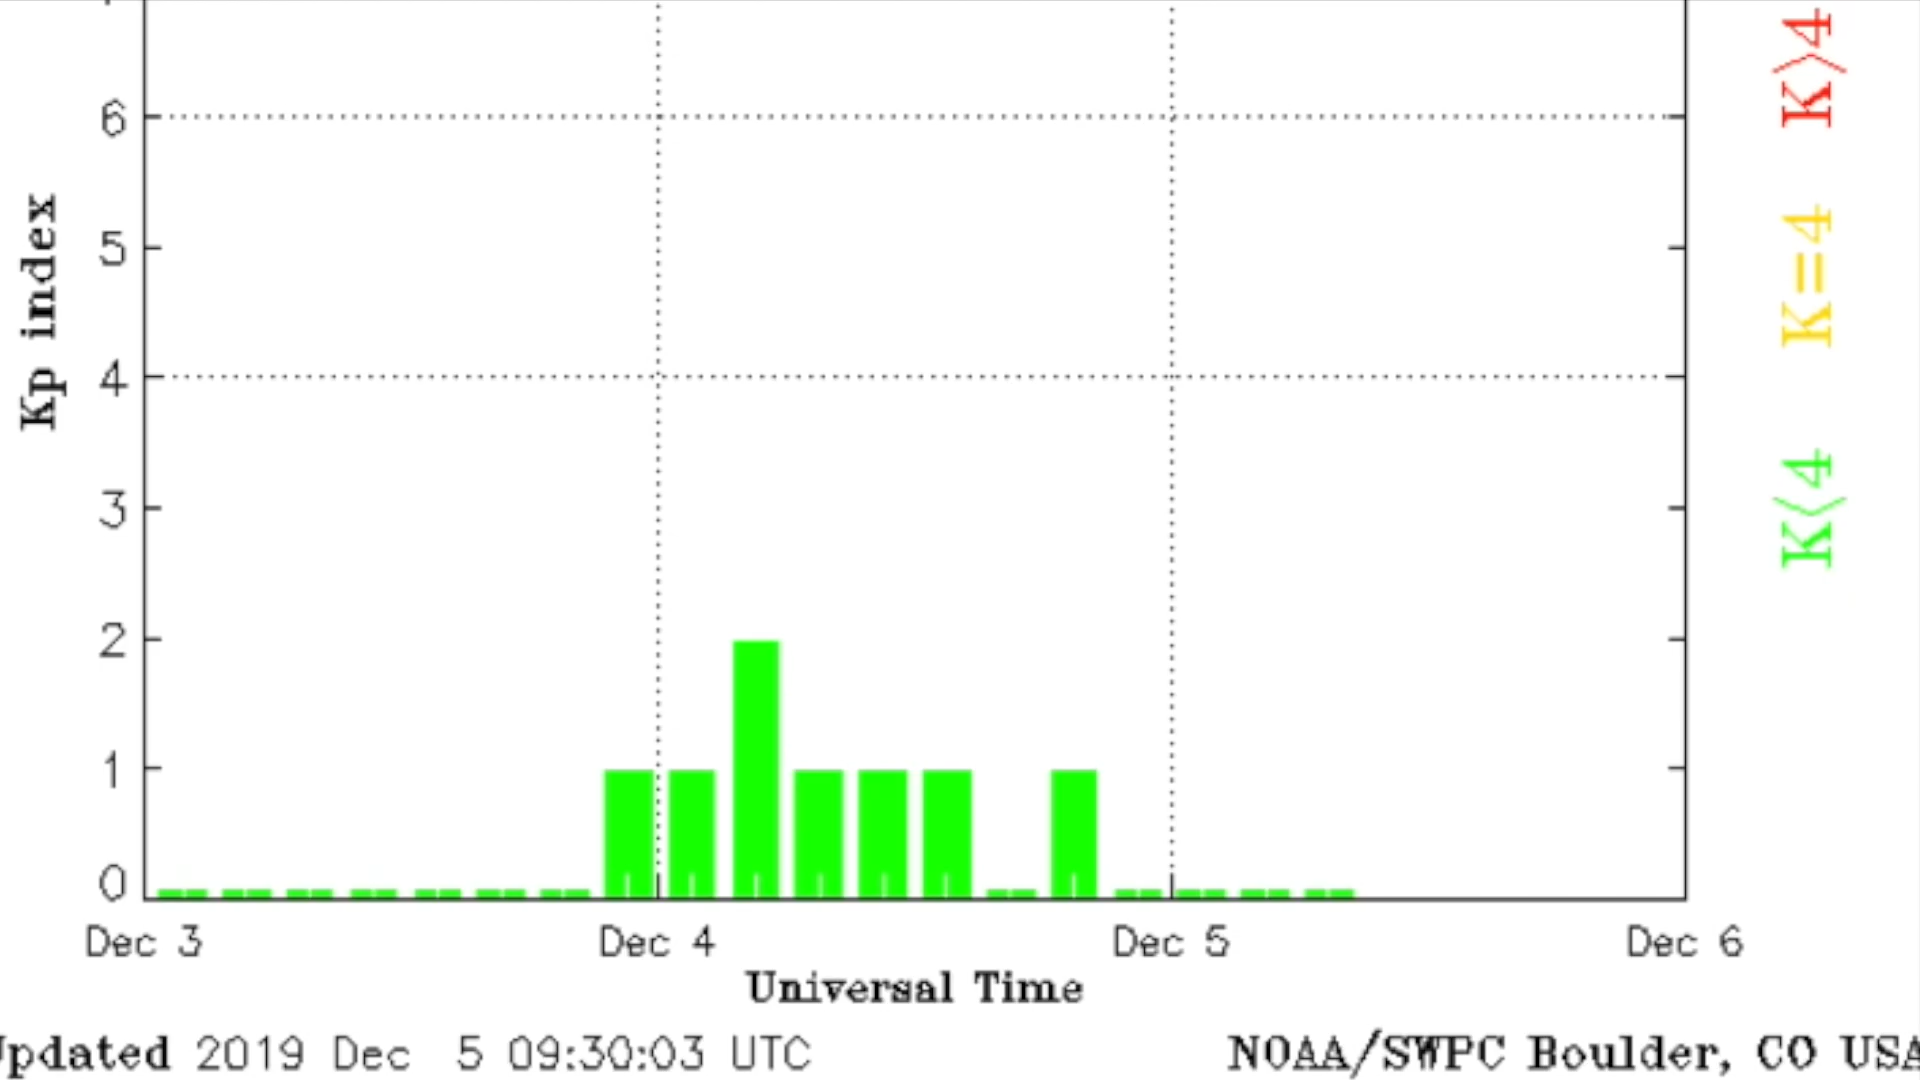 6
5
4
3
2
1
0
Kp index
K>4
K=4
K<4
Dec 3 Dec 4 Dec 5 Dec 6
Universal Time
Updated 2019 Dec 5 09:30:03 UTC NOAA/SWPC Boulder, CO USA